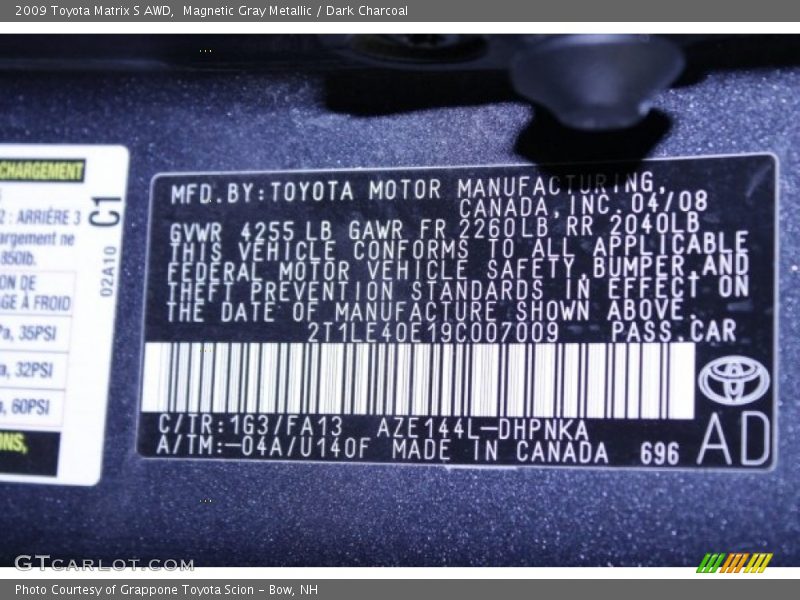 2009 Toyota Matrix S AWD,  Magnetic Gray Metallic / Dark Charcoal
CHARGEMENT
2 : ARRIÈRE 3
argement ne
850lb.
ON DE
AGE À FROID
a, 35PSI
a, 32PSI
, 60PSI
ONS,
C1
02A10
MFD.BY:TOYOTA MOTOR MANUFACTURING,
CANADA,INC.04/08
GVWR 4255 LB GAWR FR 2260LB,RR 2040LB
THIS VEHICLE CONFORMS TO ALL APPLICABLE
FEDERAL MOTOR VEHICLE SAFETY,BUMPER,AND
THEFT PREVENTION STANDARDS IN EFFECT ON
THE DATE OF MANUFACTURE SHOWN ABOVE.
2T1LE40E19C007009 PASS.CAR
C/TR:1G3/FA13 AZE144L-DHPNKA
A/TM:-04A/U140F MADE IN CANADA 696
AD
GTCARLOT.COM
Photo Courtesy of Grappone Toyota Scion - Bow, NH